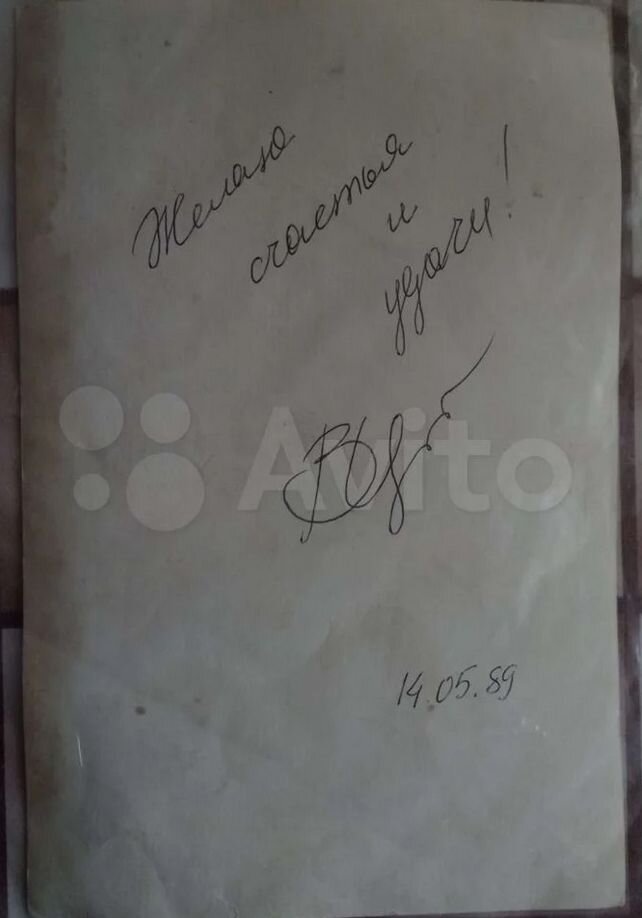 Желаю
счастья
и
удачи!
Avito
14.05.89